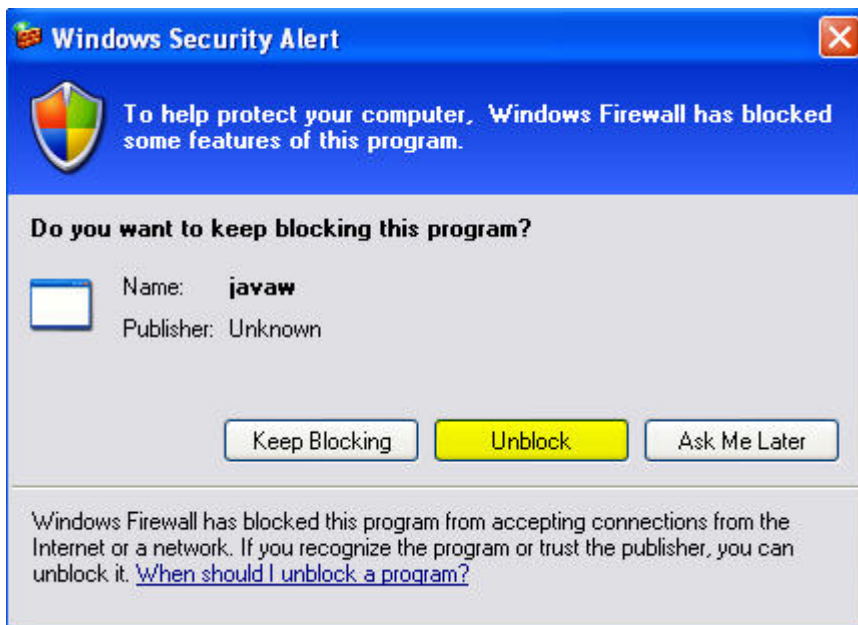 Windows Security Alert
To help protect your computer, Windows Firewall has blocked
some features of this program.
Do you want to keep blocking this program?
Name: javaw
Publisher: Unknown
Keep Blocking Unblock Ask Me Later
Windows Firewall has blocked this program from accepting connections from the
Internet or a network. If you recognize the program or trust the publisher, you can
unblock it. When should I unblock a program?